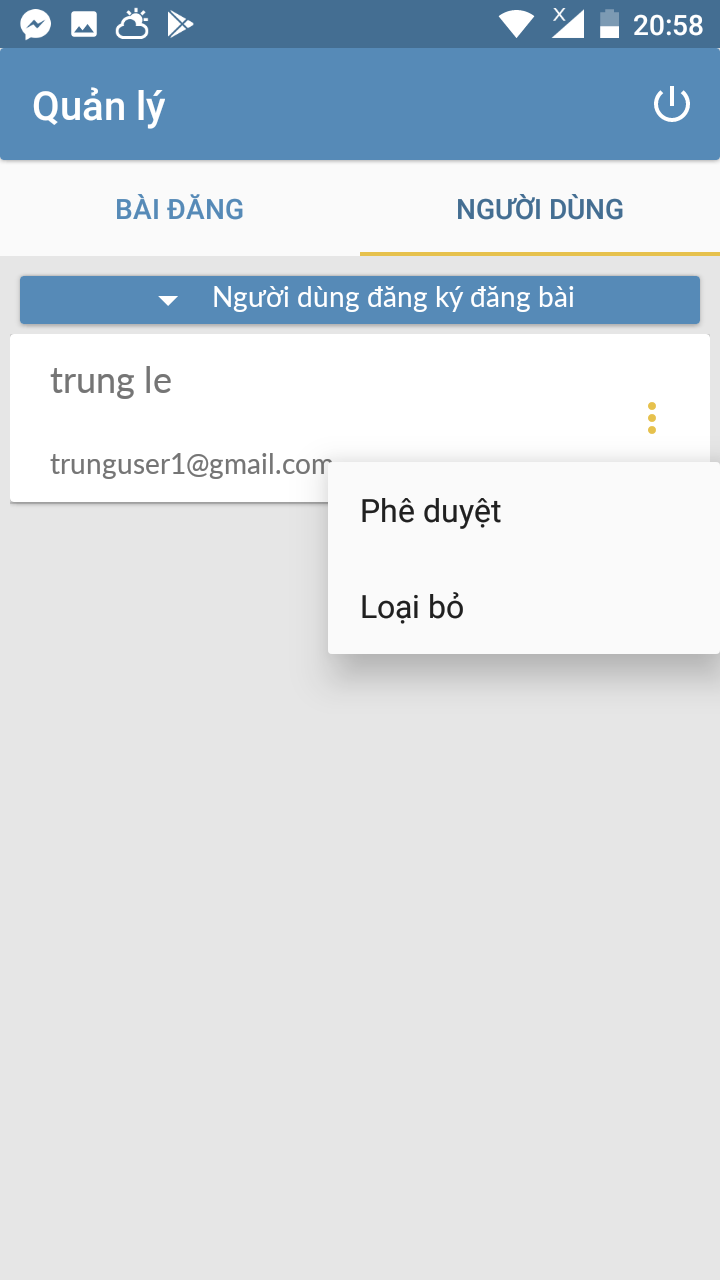 20:58
Quản lý
BÀI ĐĂNG
NGƯỜI DÙNG
Người dùng đăng ký đăng bài
trung le
trunguser1@gmail.com
Phê duyệt
Loại bỏ